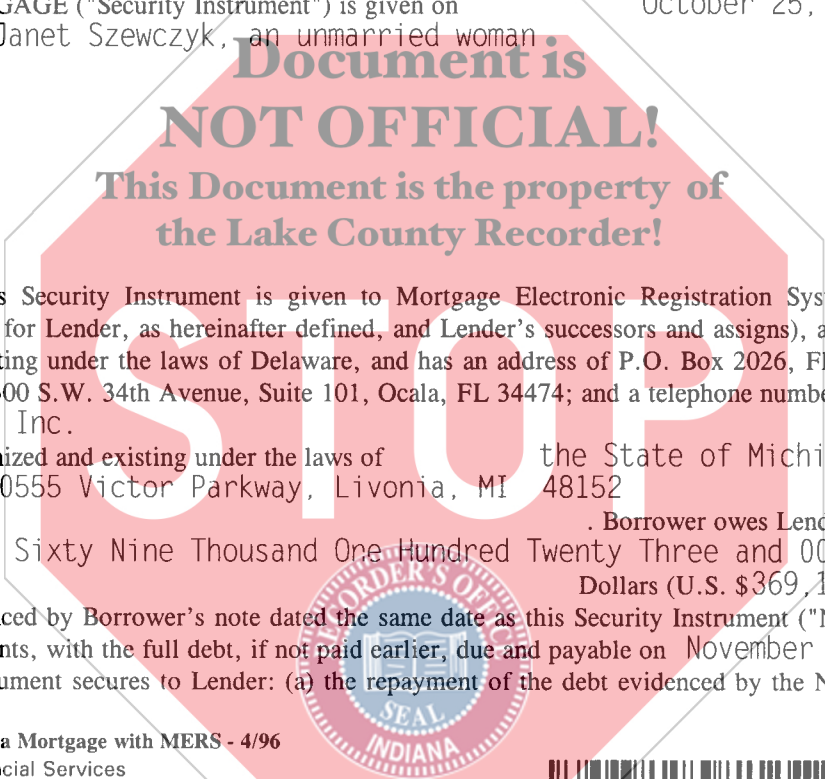 GAGE ("Security Instrument") is given on October 25,
Janet Szewczyk, an unmarried woman
Document is
NOT OFFICIAL!
This Document is the property of
the Lake County Recorder!
Security Instrument is given to Mortgage Electronic Registration Sys
for Lender, as hereinafter defined, and Lender's successors and assigns), a
ting under the laws of Delaware, and has an address of P.O. Box 2026, Fl
00 S.W. 34th Avenue, Suite 101, Ocala, FL 34474; and a telephone numbe
STOP
Inc.
ized and existing under the laws of the State of Michi
0555 Victor Parkway, Livonia, MI 48152
. Borrower owes Lend
Sixty Nine Thousand One Hundred Twenty Three and 00
Dollars (U.S. $369,1
ced by Borrower's note dated the same date as this Security Instrument ("N
nts, with the full debt, if not paid earlier, due and payable on November
ument secures to Lender: (a) the repayment of the debt evidenced by the N
RECORDER'S OFFIC
SEAL
INDIANA
a Mortgage with MERS - 4/96
cial Services